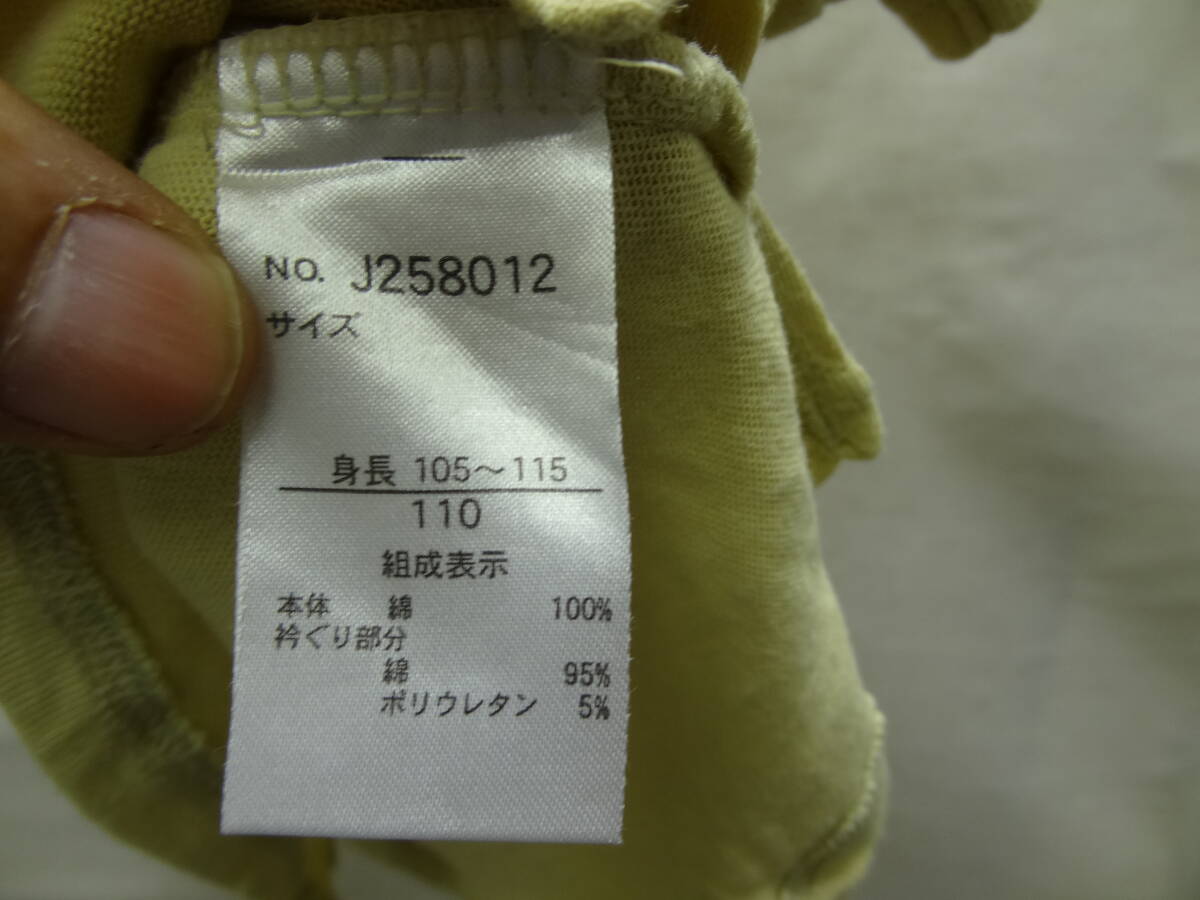 NO. J258012
サイズ
身長 105〜115
110
組成表示
本体 綿 100%
衿ぐり部分
綿 95%
ポリウレタン 5%